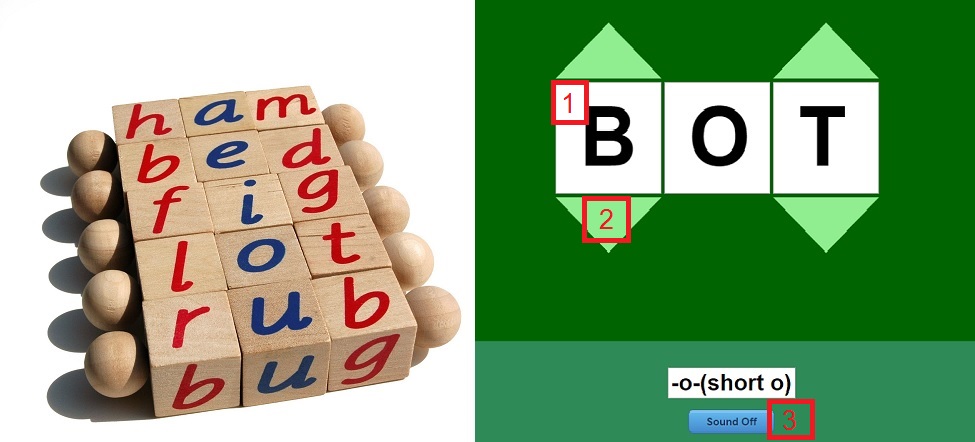 h a m
b e d
f i g
l o t
r u b
b u g
1
B O T
2
-o-(short o)
Sound Off
3